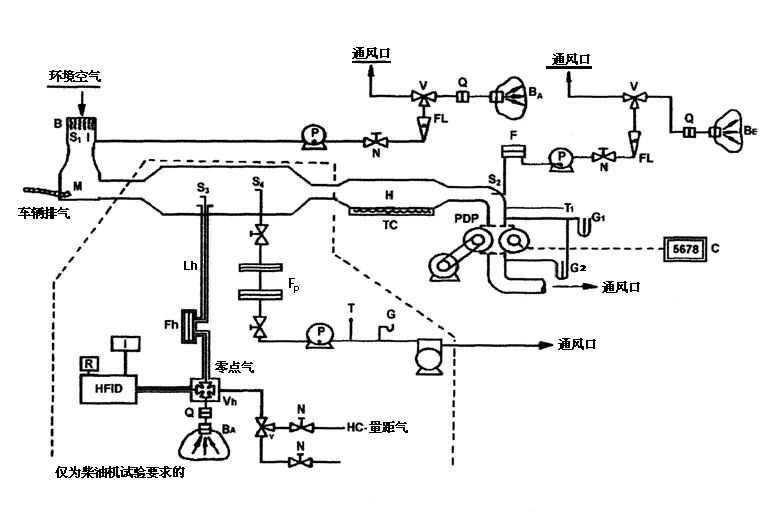 通风口
通风口
环境空气
V
Q
BA
V
B
S1 I
P
N
FL
F
Q
BE
P
N
FL
M
S3
S4
H
S2
T1
车辆排气
TC
PDP
G1
5678
C
Lh
G2
Fp
通风口
Fh
T
G
P
通风口
I
R
零点气
HFID
Vh
Q
N
BA
V
HC-量距气
N
仅为柴油机试验要求的